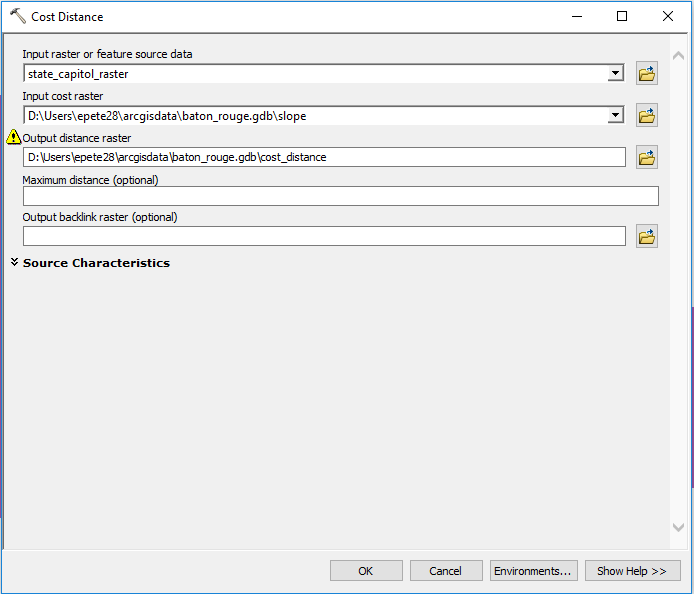 Cost Distance
Input raster or feature source data
state_capitol_raster
Input cost raster
D:\Users\epete28\arcgisdata\baton_rouge.gdb\slope
Output distance raster
D:\Users\epete28\arcgisdata\baton_rouge.gdb\cost_distance
Maximum distance (optional)
Output backlink raster (optional)
Source Characteristics
OK Cancel Environments... Show Help >>